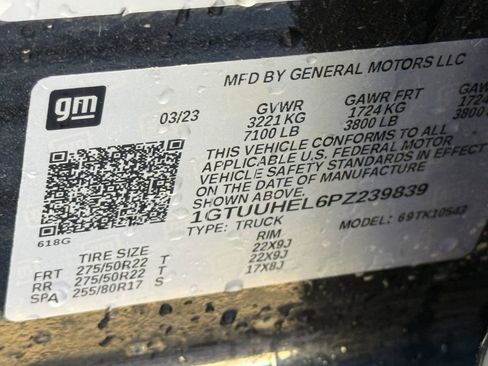 MFD BY GENERAL MOTORS LLC
gm
03/23 GVWR GAWR FRT
3221 KG 1724 KG 1724
7100 LB 3800 LB 3800
THIS VEHICLE CONFORMS TO ALL
APPLICABLE U.S. FEDERAL MOTOR
VEHICLE SAFETY STANDARDS IN EFFECT
ON THE DATE OF MANUFACTURE
SHOWN ABOVE.
1GTUUHEL6PZ239839
618G TYPE: TRUCK MODEL: 69TK10543
TIRE SIZE RIM
FRT 275/50R22 T 22X9J
RR 275/50R22 T 22X9J
SPA 255/80R17 S 17X8J